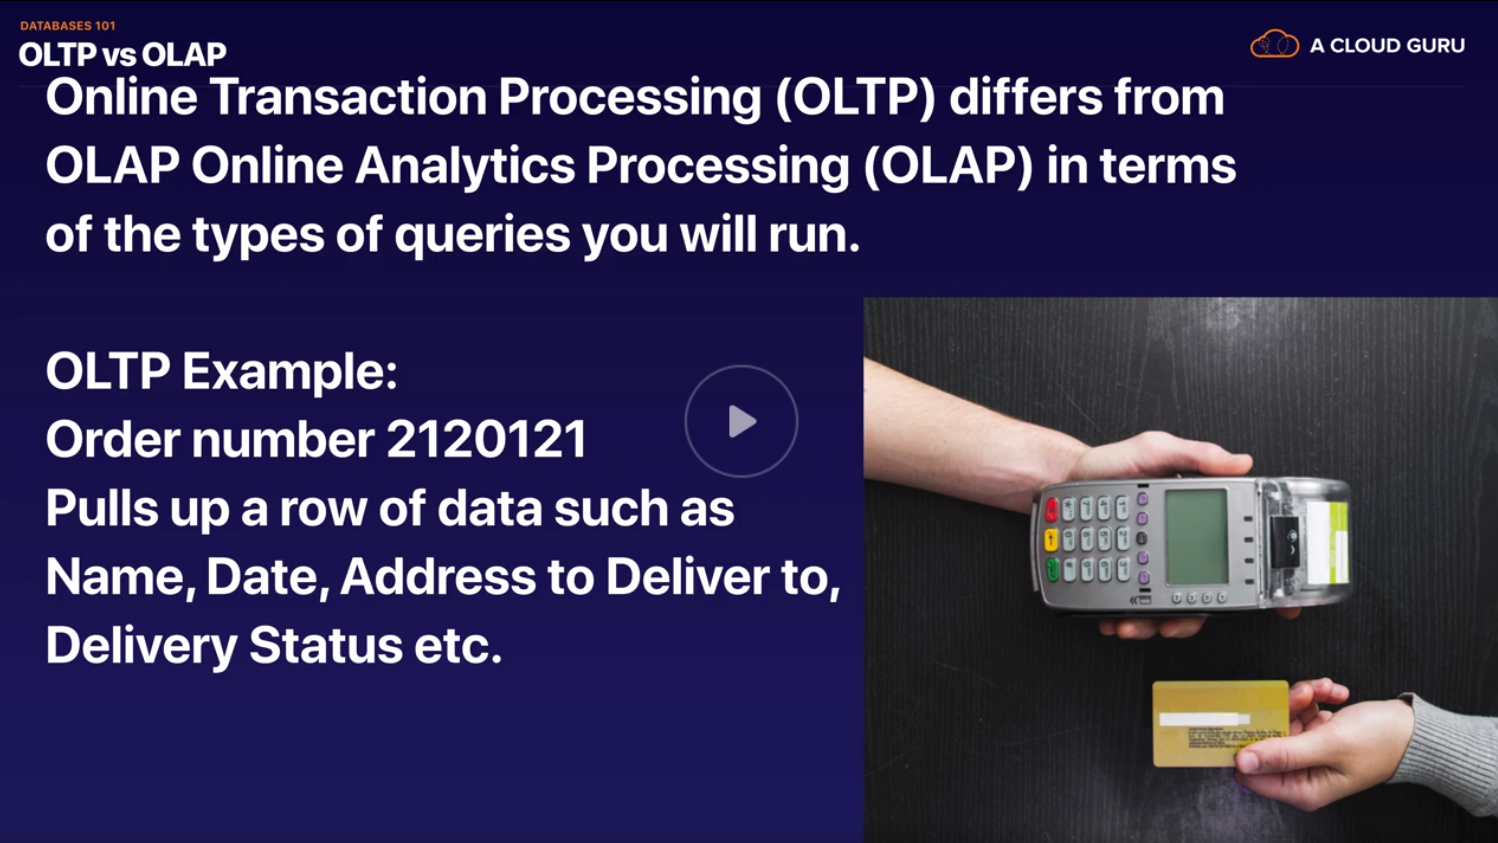 DATABASES 101
OLTP vs OLAP
A CLOUD GURU
Online Transaction Processing (OLTP) differs from
OLAP Online Analytics Processing (OLAP) in terms
of the types of queries you will run.
OLTP Example:
Order number 2120121
Pulls up a row of data such as
Name, Date, Address to Deliver to,
Delivery Status etc.